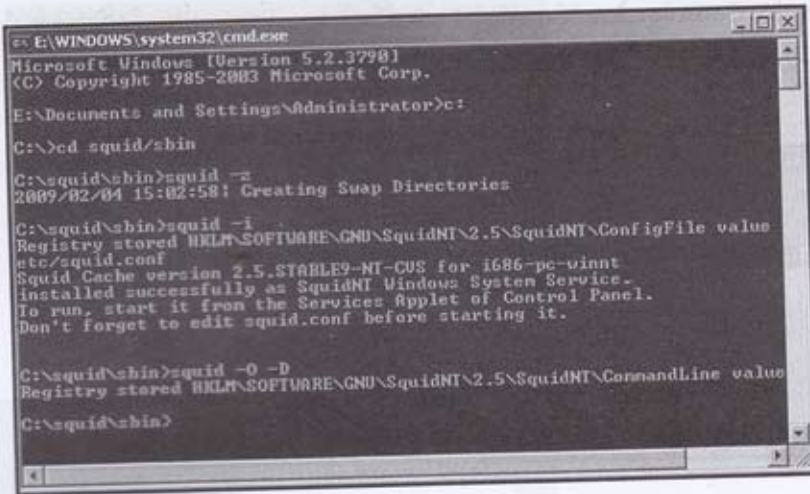 E:\WINDOWS\system32\cmd.exe
Microsoft Windows [Version 5.2.3790]
(C) Copyright 1985-2003 Microsoft Corp.
E:\Documents and Settings\Administrator>c:
C:\>cd squid/sbin
C:\squid\sbin>squid -z
2009/02/04 15:02:58| Creating Swap Directories
C:\squid\sbin>squid -i
Registry stored HKLM\SOFTWARE\GNU\SquidNT\2.5\SquidNT\ConfigFile value
etc/squid.conf
Squid Cache version 2.5.STABLE9-NT-CVS for i686-pc-winnt
installed successfully as SquidNT Windows System Service.
To run, start it from the Services Applet of Control Panel.
Don't forget to edit squid.conf before starting it.
C:\squid\sbin>squid -O -D
Registry stored HKLM\SOFTWARE\GNU\SquidNT\2.5\SquidNT\CommandLine value
C:\squid\sbin>